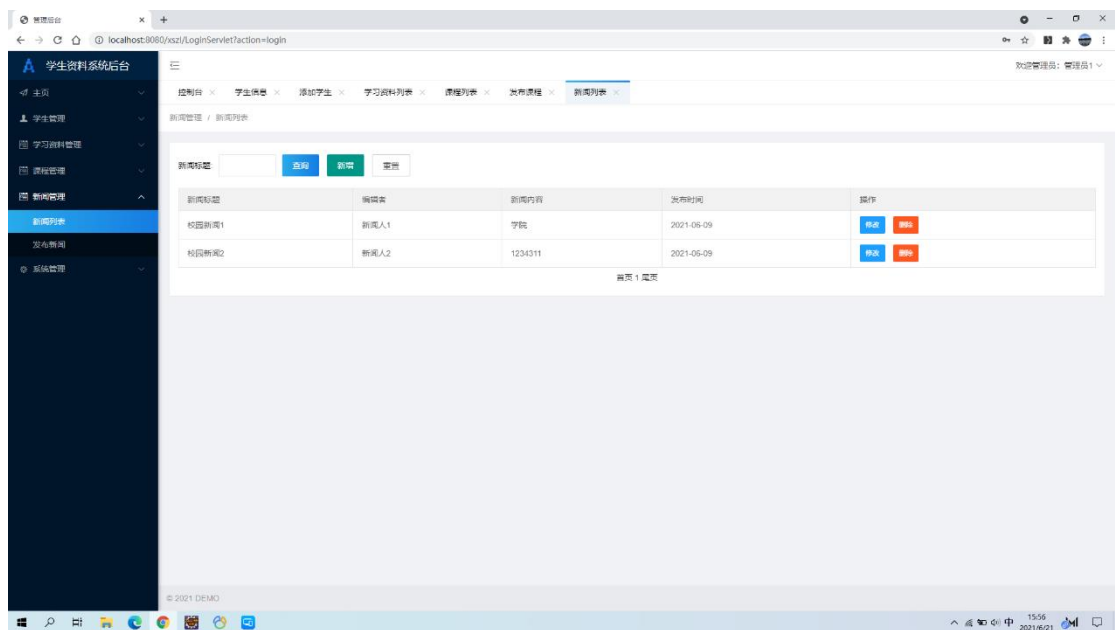 管理后台
localhost:8080/xszl/LoginServlet?action=login
学生资料系统后台
欢迎管理员：管理员1
主页
控制台 学生信息 添加学生 学习资料列表 课程列表 发布课程 新闻列表
学生管理
新闻管理 / 新闻列表
学习资料管理
课程管理
新闻标题 查询 新增 重置
新闻管理
新闻标题 编辑者 新闻内容 发布时间 操作
新闻列表
校园新闻1 新闻人1 学院 2021-06-09 修改 删除
发布新闻
校园新闻2 新闻人2 1234311 2021-06-09 修改 删除
系统管理
首页 1 尾页
© 2021 DEMO
中
15:56
2021/6/21